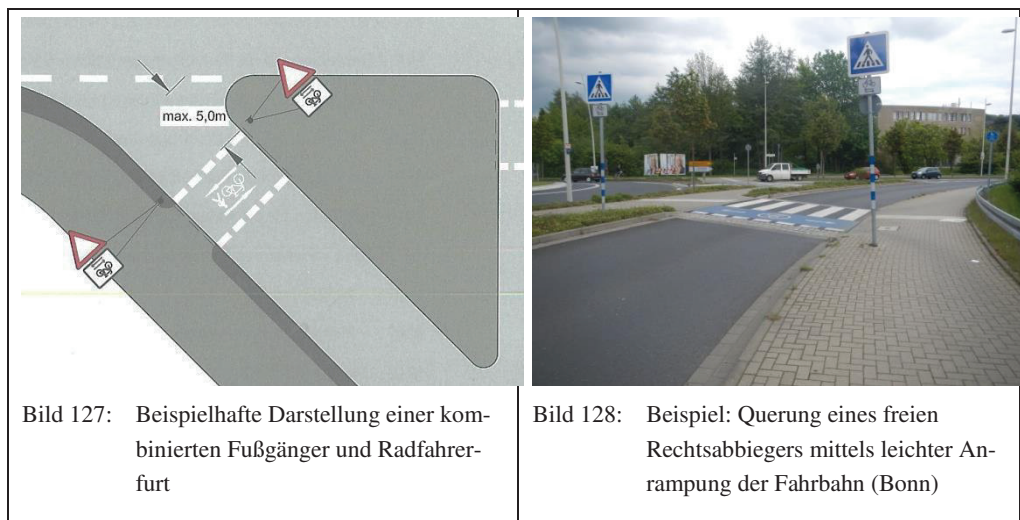 max. 5,0m
Bild 127: Beispielhafte Darstellung einer kom-
binierten Fußgänger und Radfahrer-
furt
Bild 128: Beispiel: Querung eines freien
Rechtsabbiegers mittels leichter An-
rampung der Fahrbahn (Bonn)